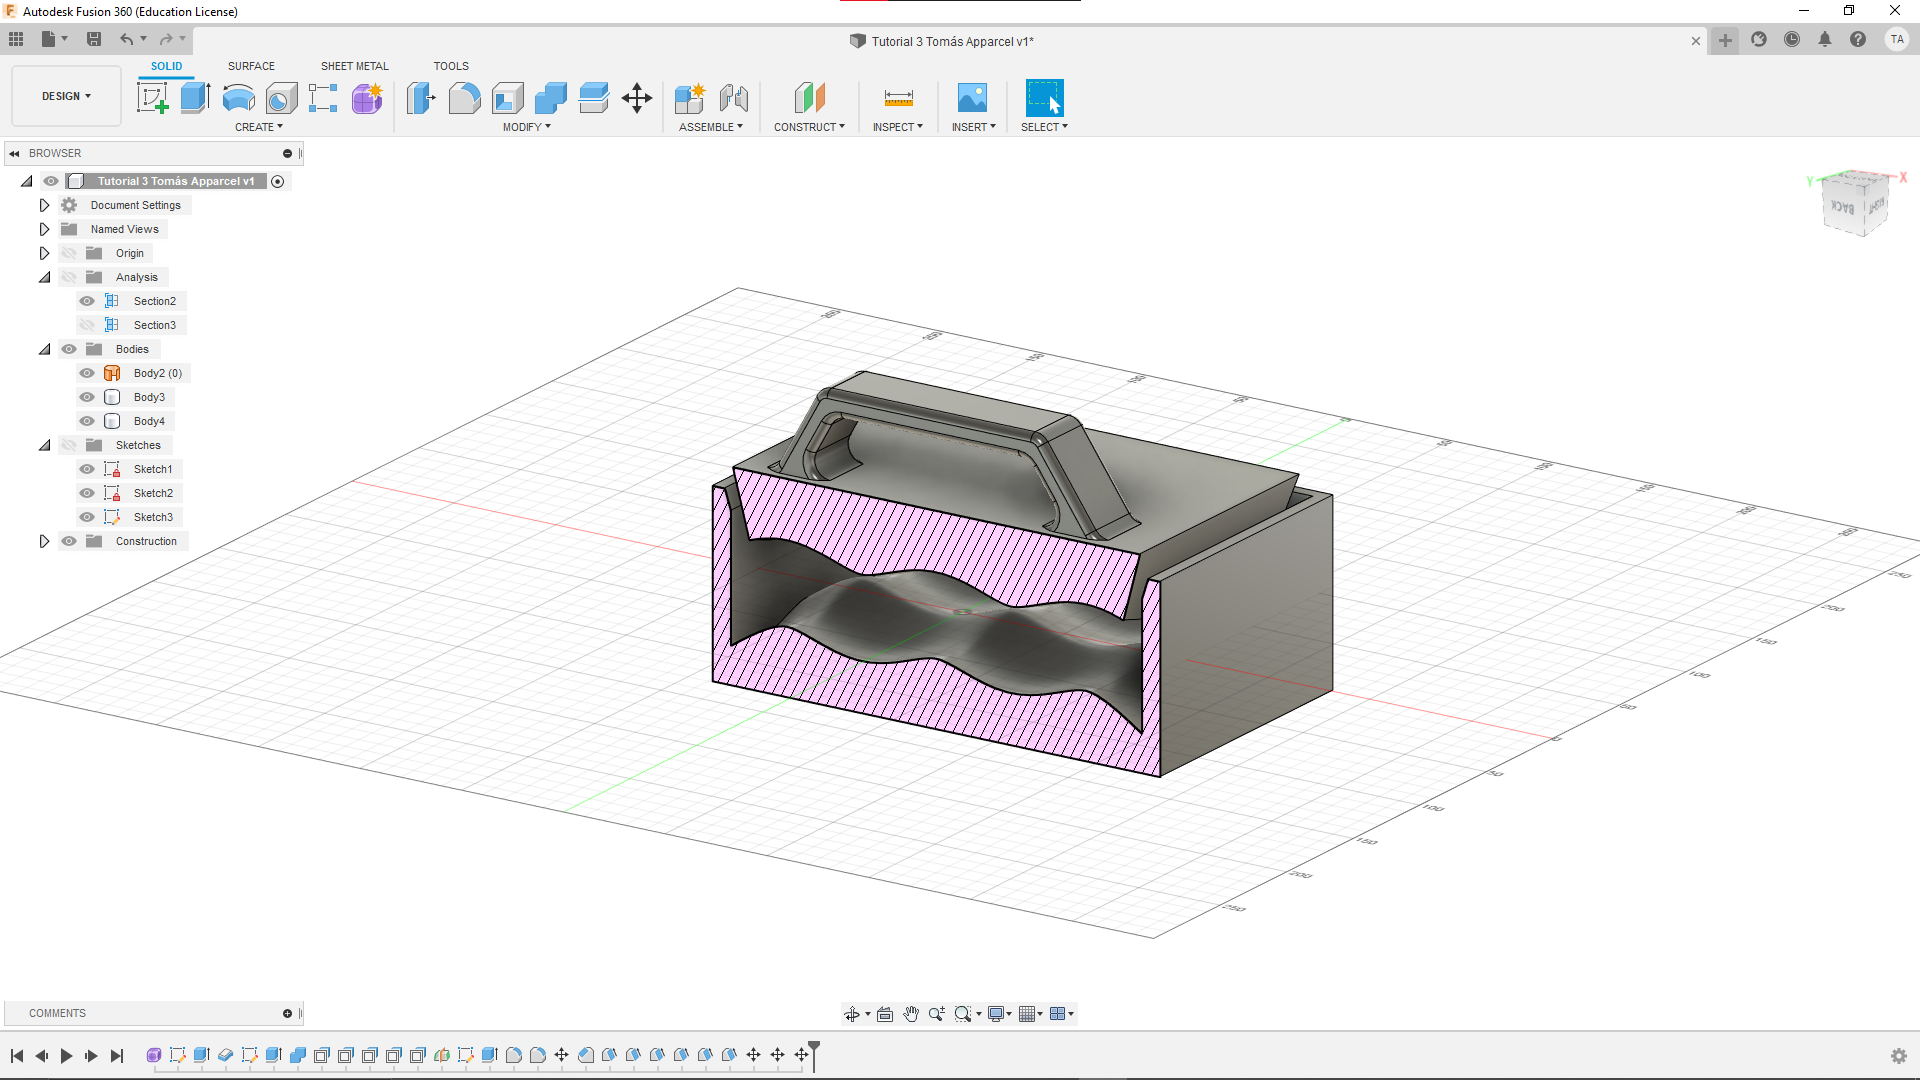 Autodesk Fusion 360 (Education License)
Tutorial 3 Tomás Apparcel v1*
TA
SOLID SURFACE SHEET METAL TOOLS
DESIGN
CREATE MODIFY ASSEMBLE CONSTRUCT INSPECT INSERT SELECT
BROWSER
Tutorial 3 Tomás Apparcel v1
Document Settings
Named Views
Origin
Analysis
Section2
Section3
Bodies
Body2 (0)
Body3
Body4
Sketches
Sketch1
Sketch2
Sketch3
Construction
Y X
BACK RIGHT
COMMENTS